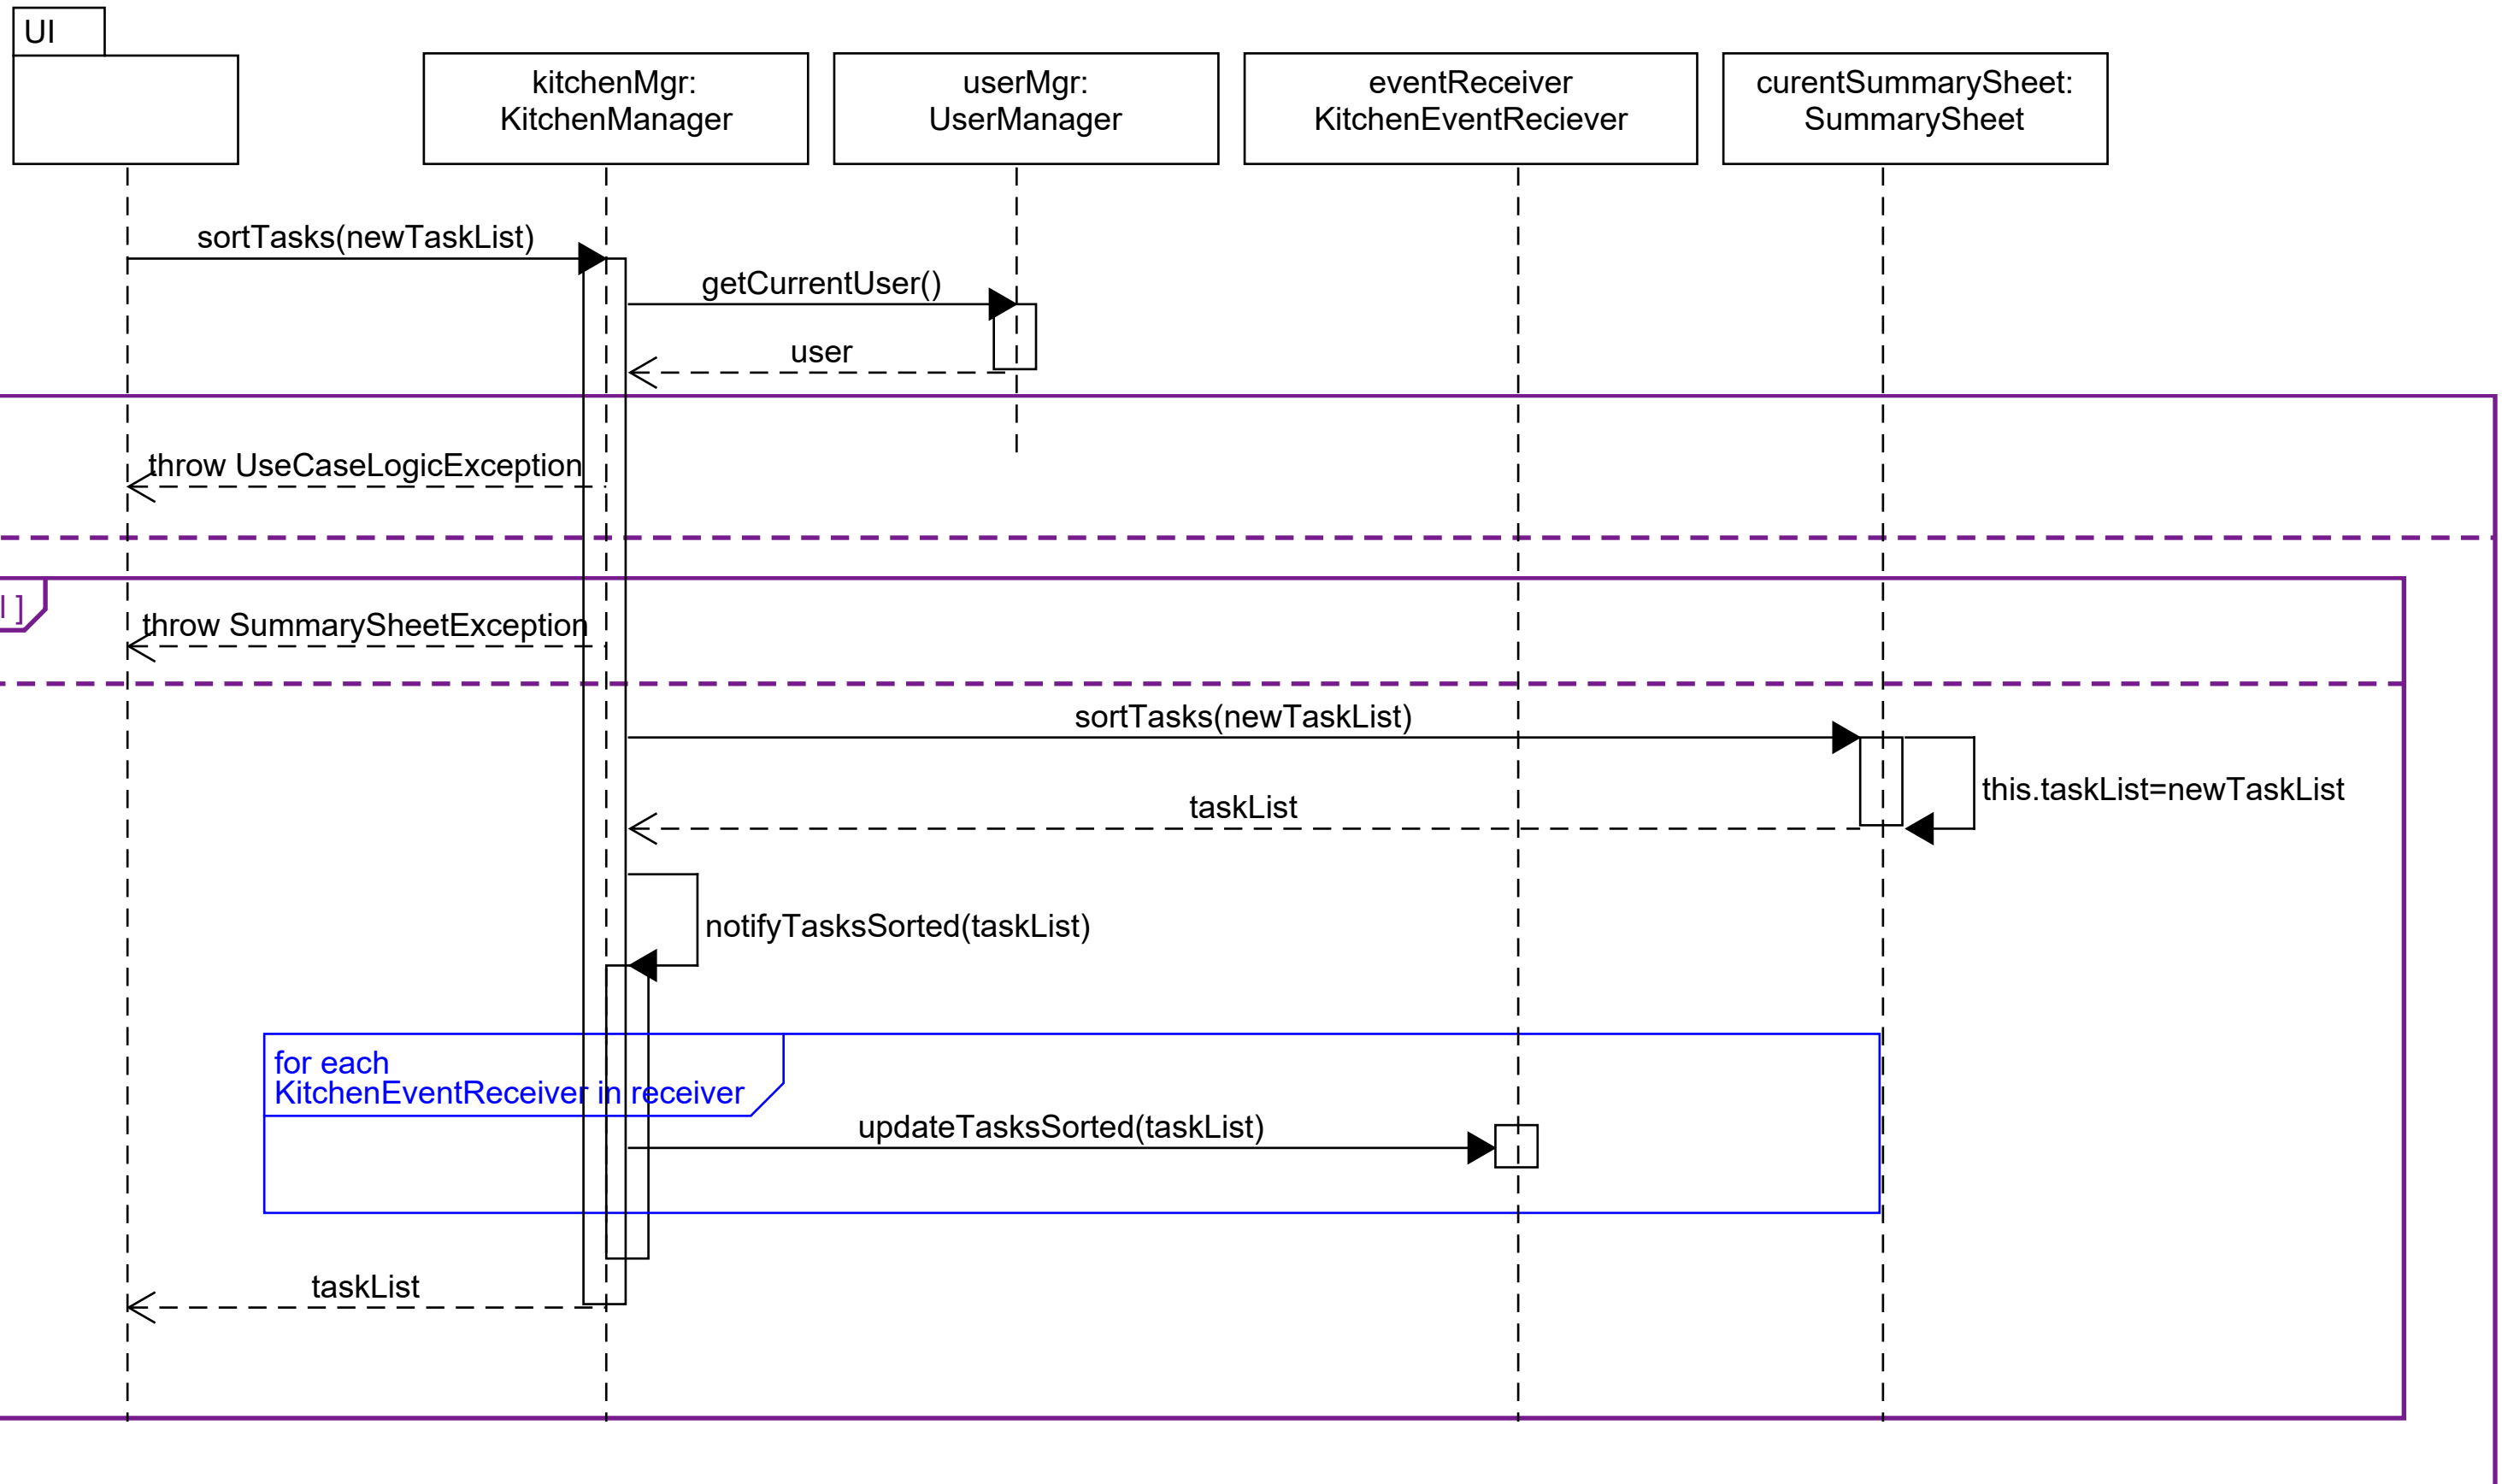 UI
kitchenMgr:
KitchenManager
userMgr:
UserManager
eventReceiver
KitchenEventReciever
curentSummarySheet:
SummarySheet
sortTasks(newTaskList)
getCurrentUser()
user
throw UseCaseLogicException
l ]
throw SummarySheetException
sortTasks(newTaskList)
this.taskList=newTaskList
taskList
notifyTasksSorted(taskList)
for each
KitchenEventReceiver in receiver
updateTasksSorted(taskList)
taskList